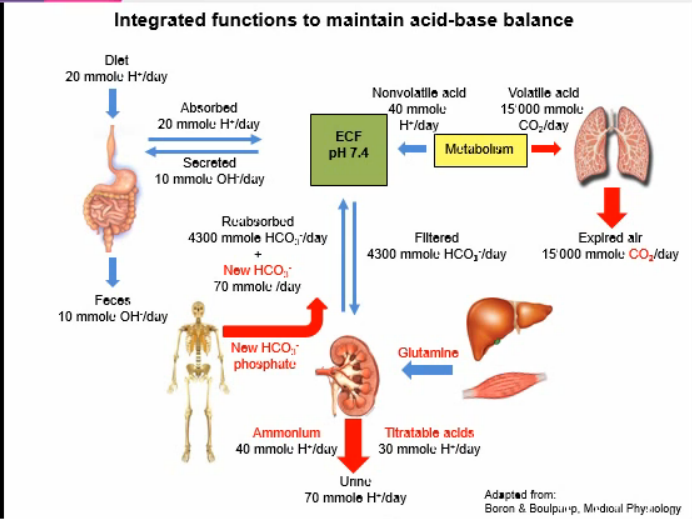 Integrated functions to maintain acid-base balance
Diet
20 mmole H⁺/day
Absorbed
20 mmole H⁺/day
Secreted
10 mmole OH⁻/day
Feces
10 mmole OH⁻/day
ECF
pH 7.4
Nonvolatile acid
40 mmole
H⁺/day
Metabolism
Volatile acid
15'000 mmole
CO₂/day
Expired air
15'000 mmole CO₂/day
Reabsorbed
4300 mmole HCO₃⁻/day
+
New HCO₃⁻
70 mmole /day
Filtered
4300 mmole HCO₃⁻/day
New HCO₃⁻
phosphate
Glutamine
Ammonium
40 mmole H⁺/day
Titratable acids
30 mmole H⁺/day
Urine
70 mmole H⁺/day
Adapted from:
Boron & Boulpaep, Medical Physiology